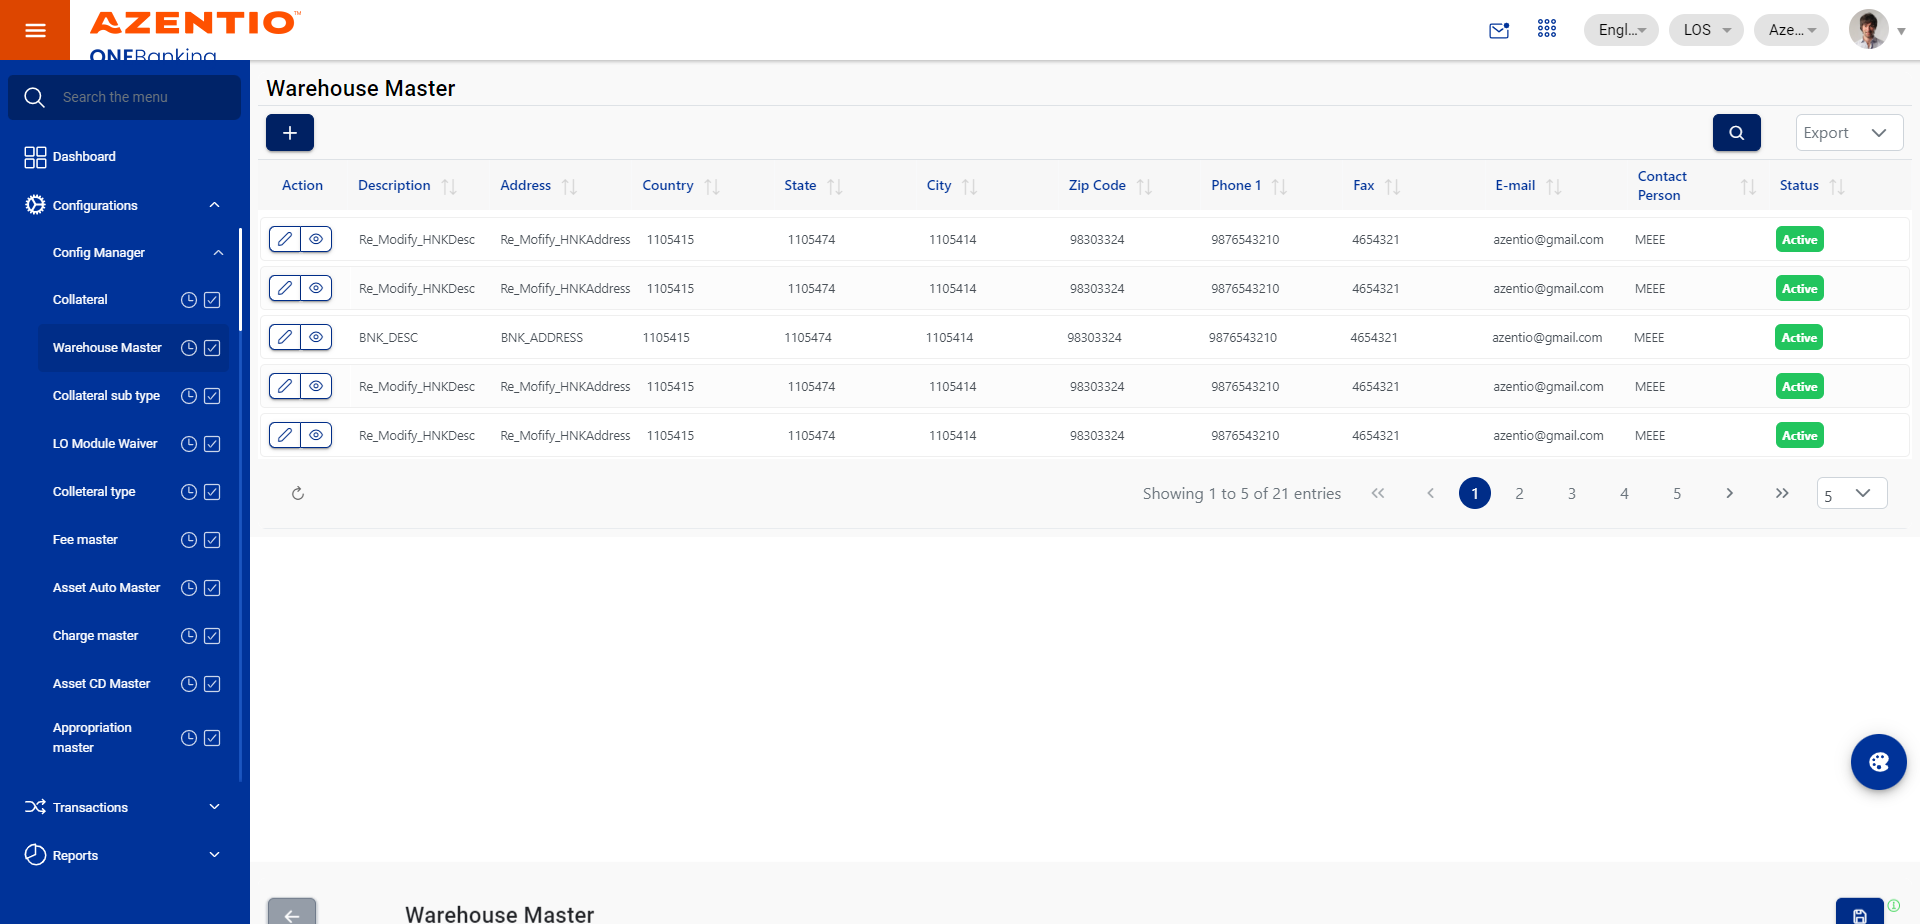 AZENTIO™
ONEBanking
Engl...
LOS
Aze...
Search the menu
Dashboard
Configurations
Config Manager
Collateral
Warehouse Master
Collateral sub type
LO Module Waiver
Colleteral type
Fee master
Asset Auto Master
Charge master
Asset CD Master
Appropriation
master
Transactions
Reports
Warehouse Master
Export
Action Description Address Country State City Zip Code Phone 1 Fax E-mail Contact Person Status
Re_Modify_HNKDesc Re_Mofify_HNKAddress 1105415 1105474 1105414 98303324 9876543210 4654321 azentio@gmail.com MEEE Active
Re_Modify_HNKDesc Re_Mofify_HNKAddress 1105415 1105474 1105414 98303324 9876543210 4654321 azentio@gmail.com MEEE Active
BNK_DESC BNK_ADDRESS 1105415 1105474 1105414 98303324 9876543210 4654321 azentio@gmail.com MEEE Active
Re_Modify_HNKDesc Re_Mofify_HNKAddress 1105415 1105474 1105414 98303324 9876543210 4654321 azentio@gmail.com MEEE Active
Re_Modify_HNKDesc Re_Mofify_HNKAddress 1105415 1105474 1105414 98303324 9876543210 4654321 azentio@gmail.com MEEE Active
Showing 1 to 5 of 21 entries 1 2 3 4 5 5
Warehouse Master